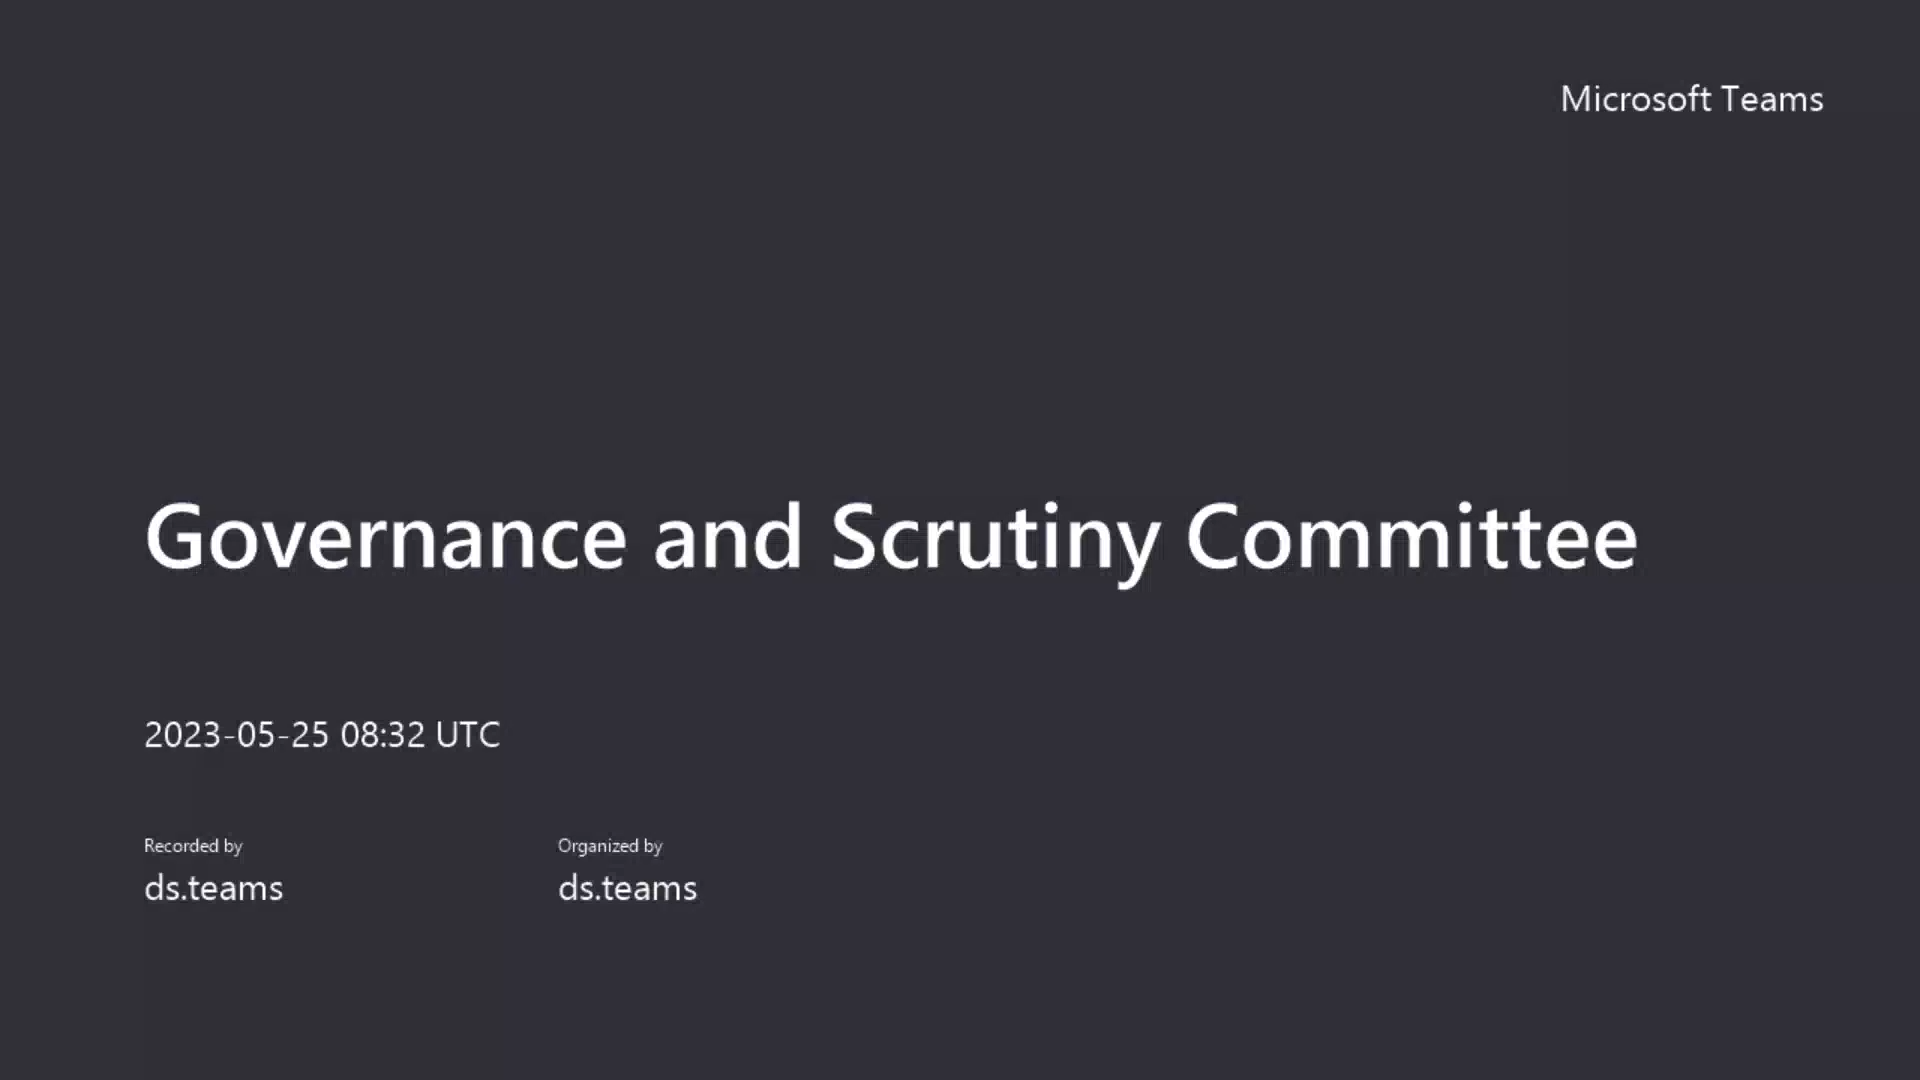 Microsoft Teams
Governance and Scrutiny Committee
2023-05-25 08:32 UTC
Recorded by
ds.teams
Organized by
ds.teams